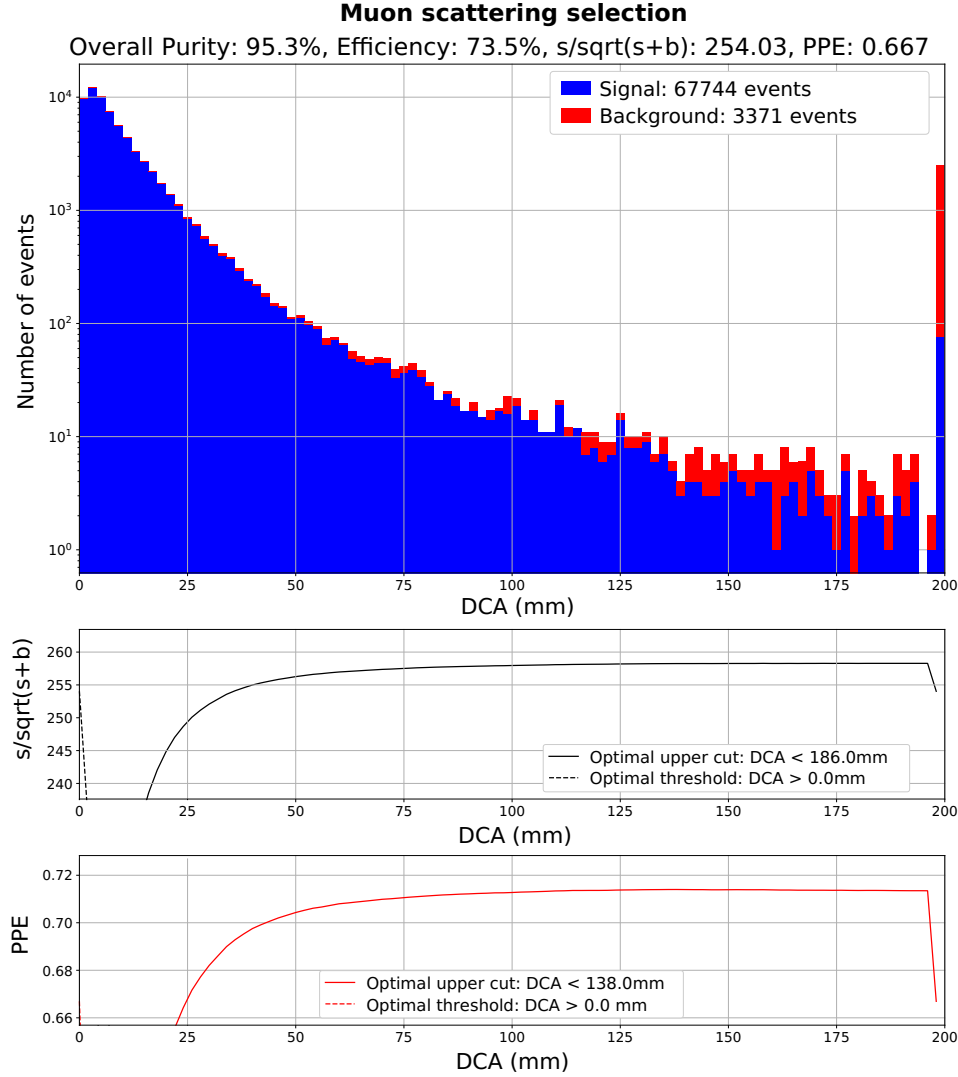 Muon scattering selection
Overall Purity: 95.3%, Efficiency: 73.5%, s/sqrt(s+b): 254.03, PPE: 0.667
Signal: 67744 events
Background: 3371 events
Number of events
10⁴
10³
10²
10¹
10⁰
0 25 50 75 100 125 150 175 200
DCA (mm)
s/sqrt(s+b)
260
255
250
245
240
Optimal upper cut: DCA < 186.0mm
Optimal threshold: DCA > 0.0mm
0 25 50 75 100 125 150 175 200
DCA (mm)
PPE
0.72
0.70
0.68
0.66
Optimal upper cut: DCA < 138.0mm
Optimal threshold: DCA > 0.0 mm
0 25 50 75 100 125 150 175 200
DCA (mm)